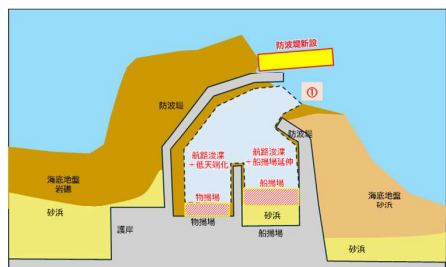 防波堤新設
①
防波堤
防波堤
航路浚渫
+低天端化
航路浚渫
+船揚場延伸
海底地盤
岩礁
物揚場
船揚場
海底地盤
砂浜
砂浜
砂浜
護岸
物揚場
船揚場
砂浜